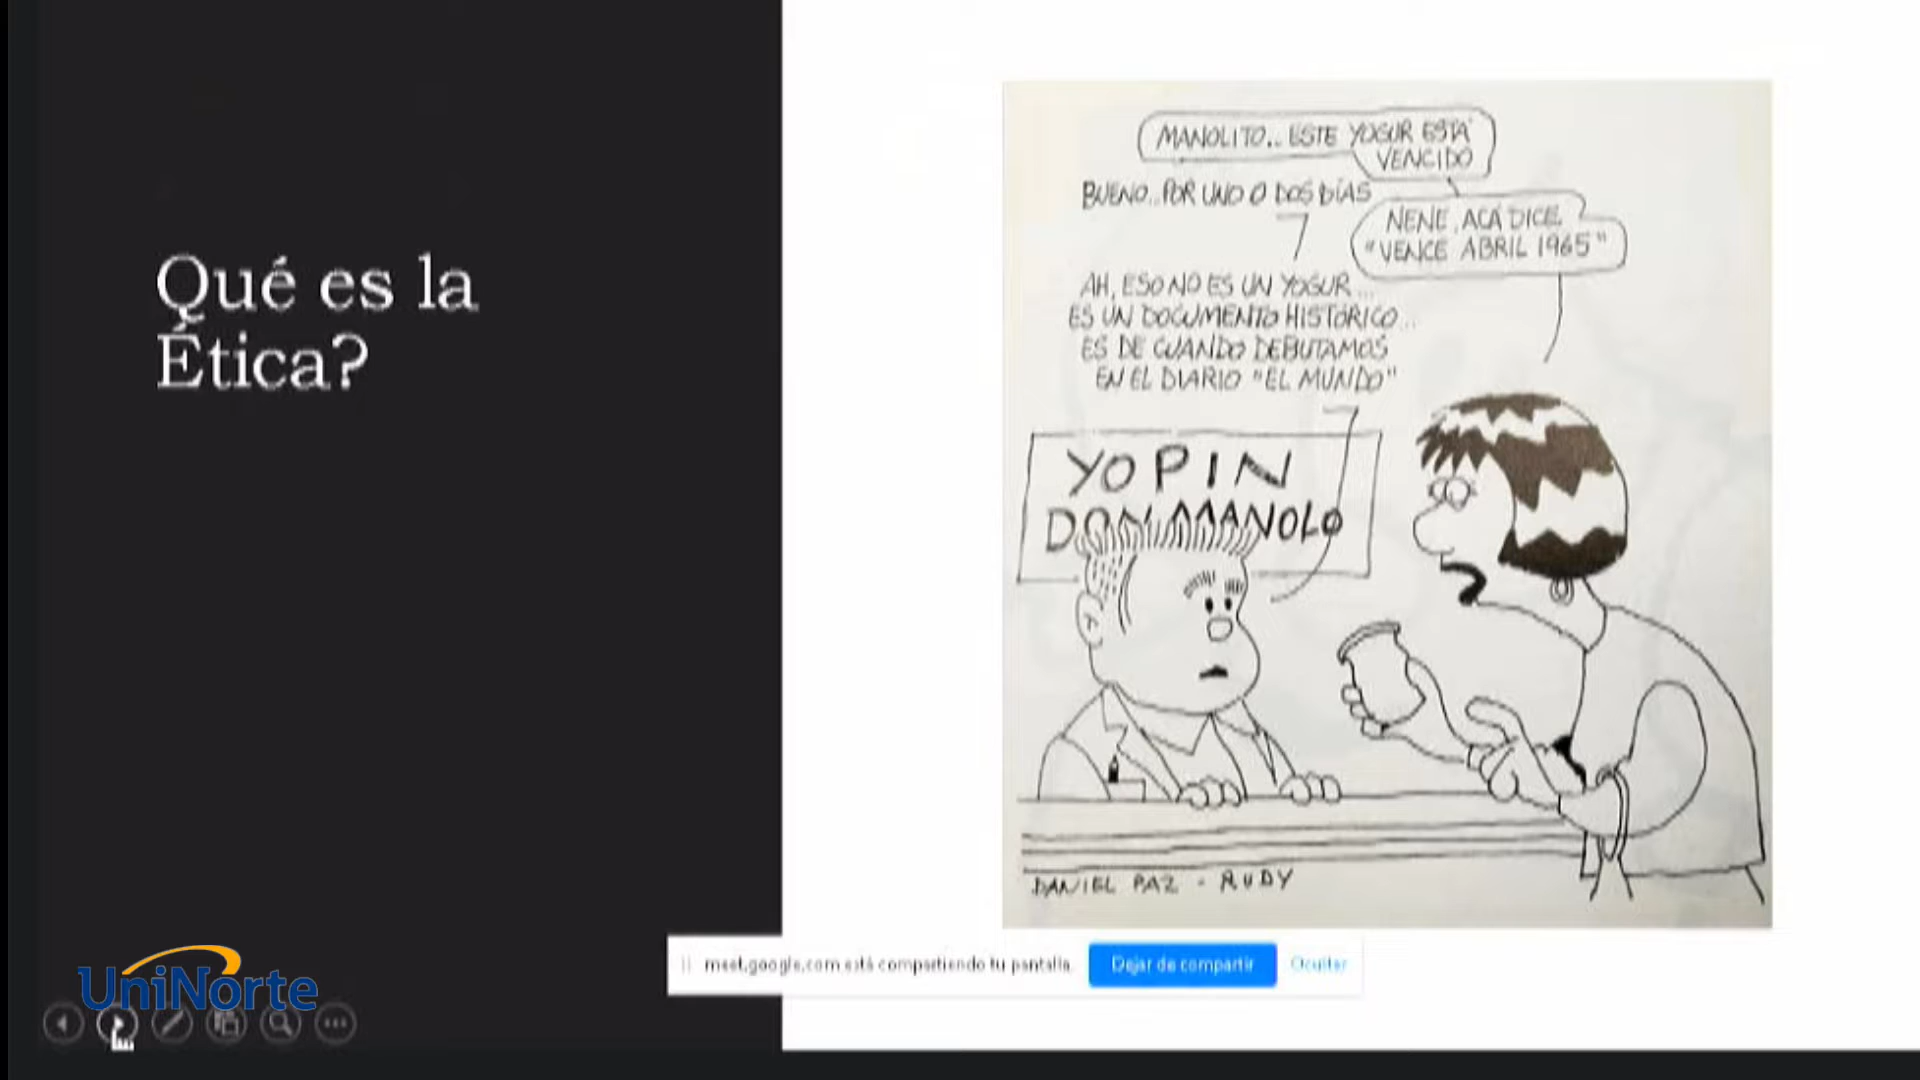 Qué es la
Ética?
MANOLITO.. ESTE YOGUR ESTÁ
VENCIDO
BUENO..POR UNO O DOS DÍAS
NENE, ACÁ DICE
"VENCE ABRIL 1965"
AH, ESO NO ES UN YOGUR...
ES UN DOCUMENTO HISTÓRICO...
ES DE CUANDO DEBUTAMOS
EN EL DIARIO "EL MUNDO"
YOPIN
DON MANOLO
DANIEL PAZ - RUDY
meet.google.com está compartiendo tu pantalla.
Dejar de compartir
Ocultar
UniNorte